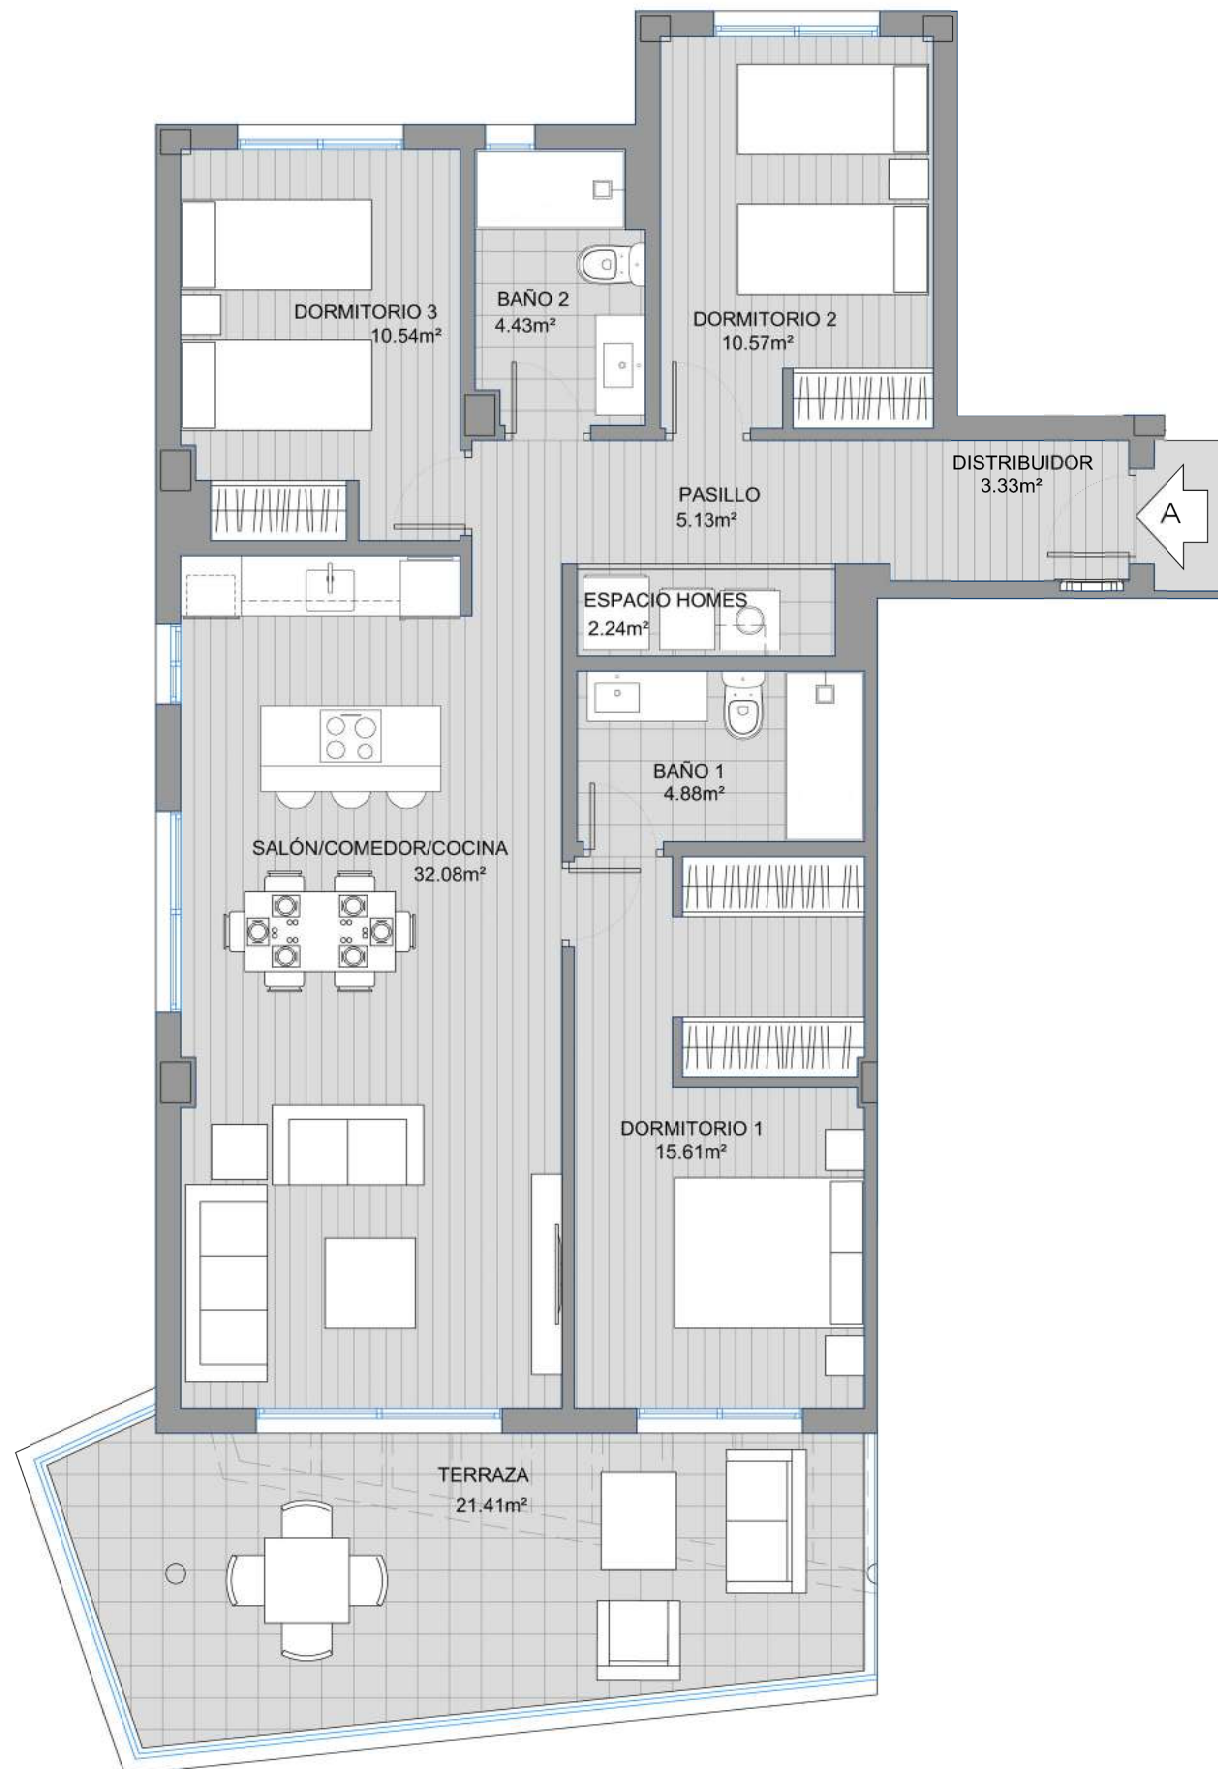 DORMITORIO 3
10.54m²
BAÑO 2
4.43m²
DORMITORIO 2
10.57m²
DISTRIBUIDOR
3.33m²
A
PASILLO
5.13m²
ESPACIO HOMES
2.24m²
BAÑO 1
4.88m²
SALÓN/COMEDOR/COCINA
32.08m²
DORMITORIO 1
15.61m²
TERRAZA
21.41m²